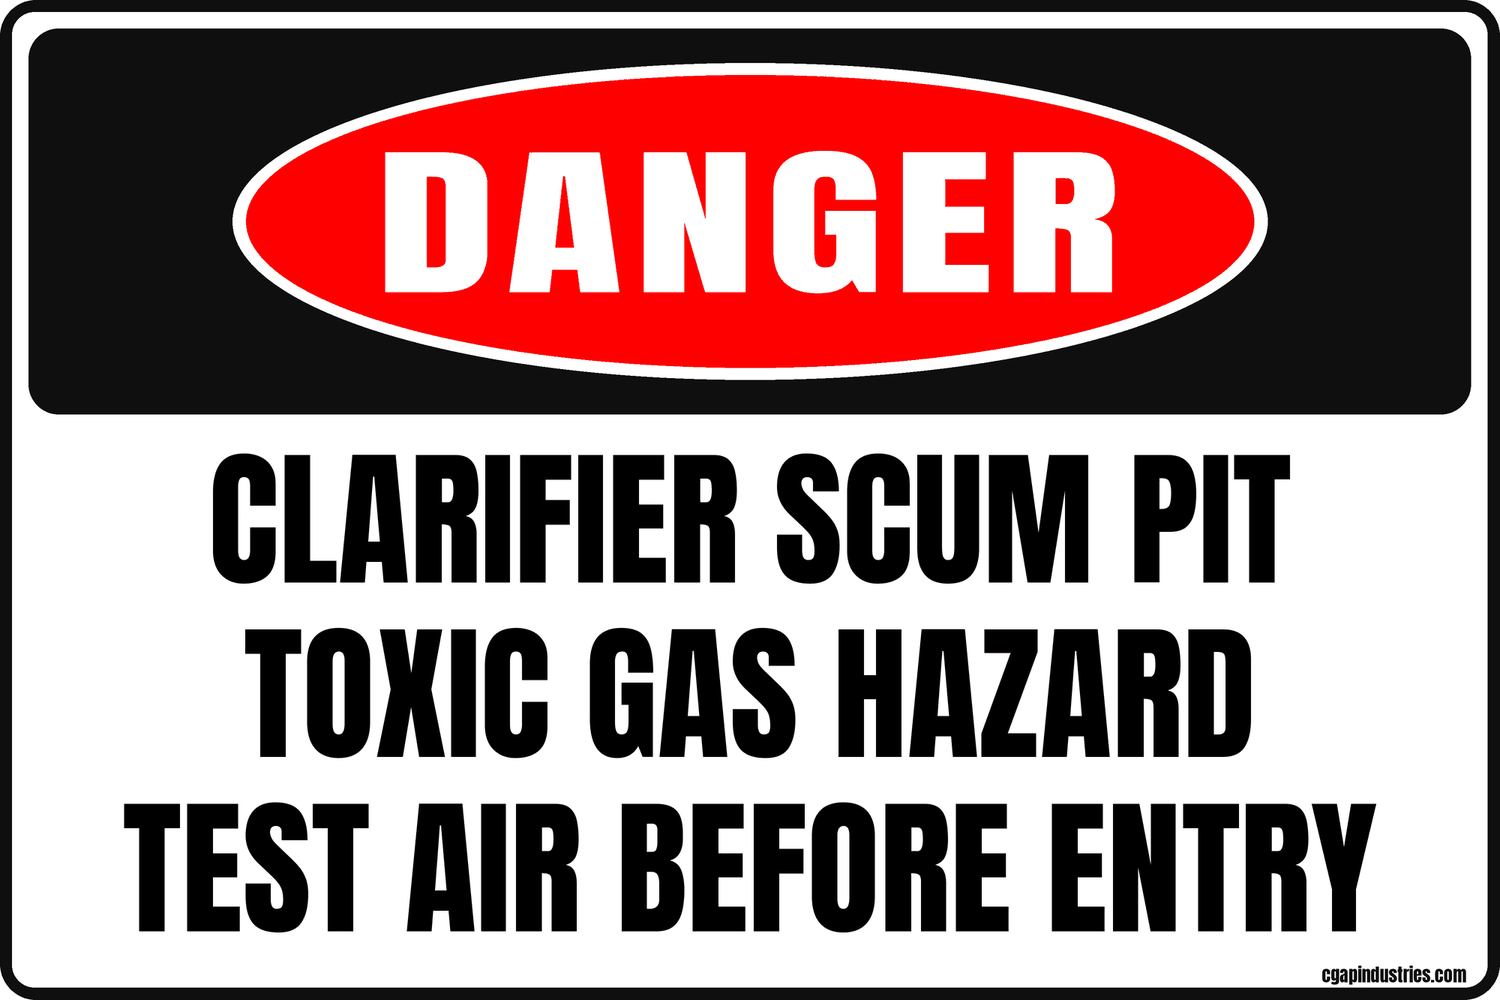 DANGER
CLARIFIER SCUM PIT
TOXIC GAS HAZARD
TEST AIR BEFORE ENTRY
cgapindustries.com